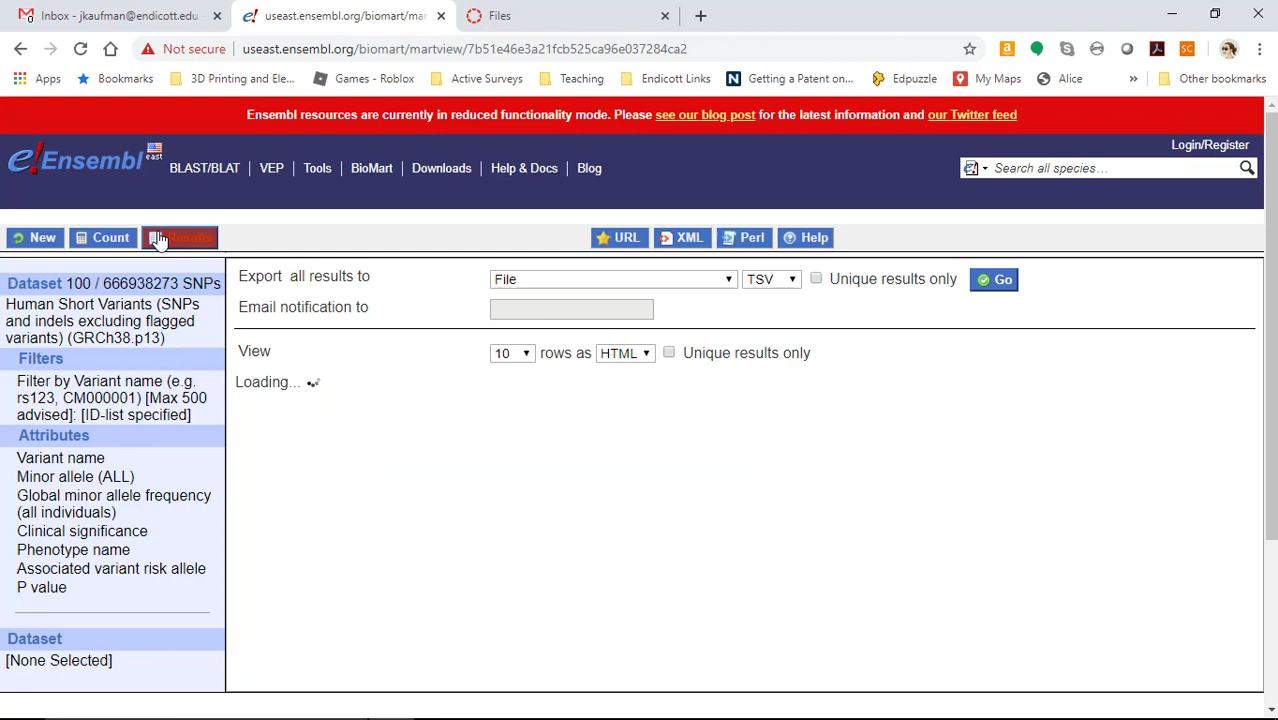 Inbox - jkaufman@endicott.edu
useast.ensembl.org/biomart/mar
Files
Not secure
useast.ensembl.org/biomart/martview/7b51e46e3a21fcb525ca96e037284ca2
Apps
Bookmarks
3D Printing and Ele...
Games - Roblox
Active Surveys
Teaching
Endicott Links
Getting a Patent on...
Edpuzzle
My Maps
Alice
»
Other bookmarks
Ensembl resources are currently in reduced functionality mode. Please see our blog post for the latest information and our Twitter feed
e!Ensembl east
Login/Register
BLAST/BLAT | VEP | Tools | BioMart | Downloads | Help & Docs | Blog
Search all species…
New
Count
Results
URL
XML
Perl
Help
Dataset 100 / 666938273 SNPs
Human Short Variants (SNPs
and indels excluding flagged
variants) (GRCh38.p13)
Filters
Filter by Variant name (e.g.
rs123, CM000001) [Max 500
advised]: [ID-list specified]
Attributes
Variant name
Minor allele (ALL)
Global minor allele frequency
(all individuals)
Clinical significance
Phenotype name
Associated variant risk allele
P value
Dataset
[None Selected]
Export all results to
File
TSV
Unique results only
Go
Email notification to
View
10 rows as HTML
Unique results only
Loading...